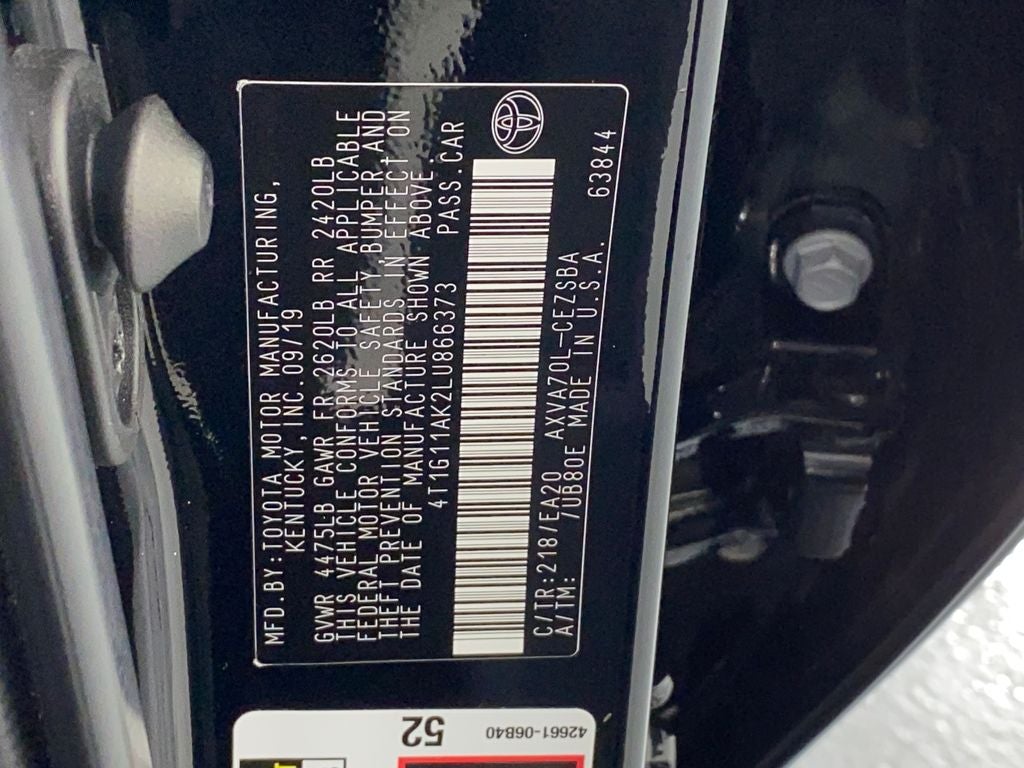 MFD.BY:TOYOTA MOTOR MANUFACTURING,
KENTUCKY, INC.09/19
GVWR 4475LB GAWR FR 2620LB RR 2420LB
THIS VEHICLE CONFORMS TO ALL APPLICABLE
FEDERAL MOTOR VEHICLE SAFETY,BUMPER,AND
THEFT PREVENTION STANDARDS IN EFFECT ON
THE DATE OF MANUFACTURE SHOWN ABOVE
4T1G11AK2LU866373 PASS.CAR
C/TR:218/EA20 AXVA70L-CEZSBA 63844
A/TM: /UB80E MADE IN U.S.A.
42661-06B40
52